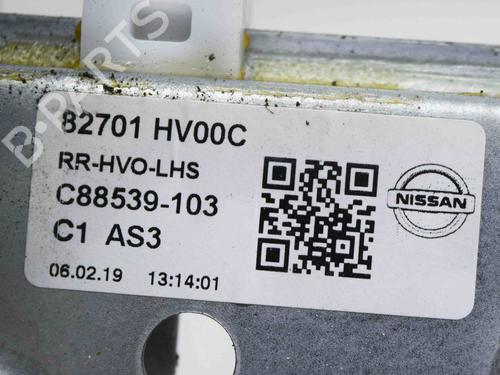 82701 HV00C
RR-HVO-LHS
C88539-103
C1 AS3
06.02.19 13:14:01
NISSAN
B-PARTS